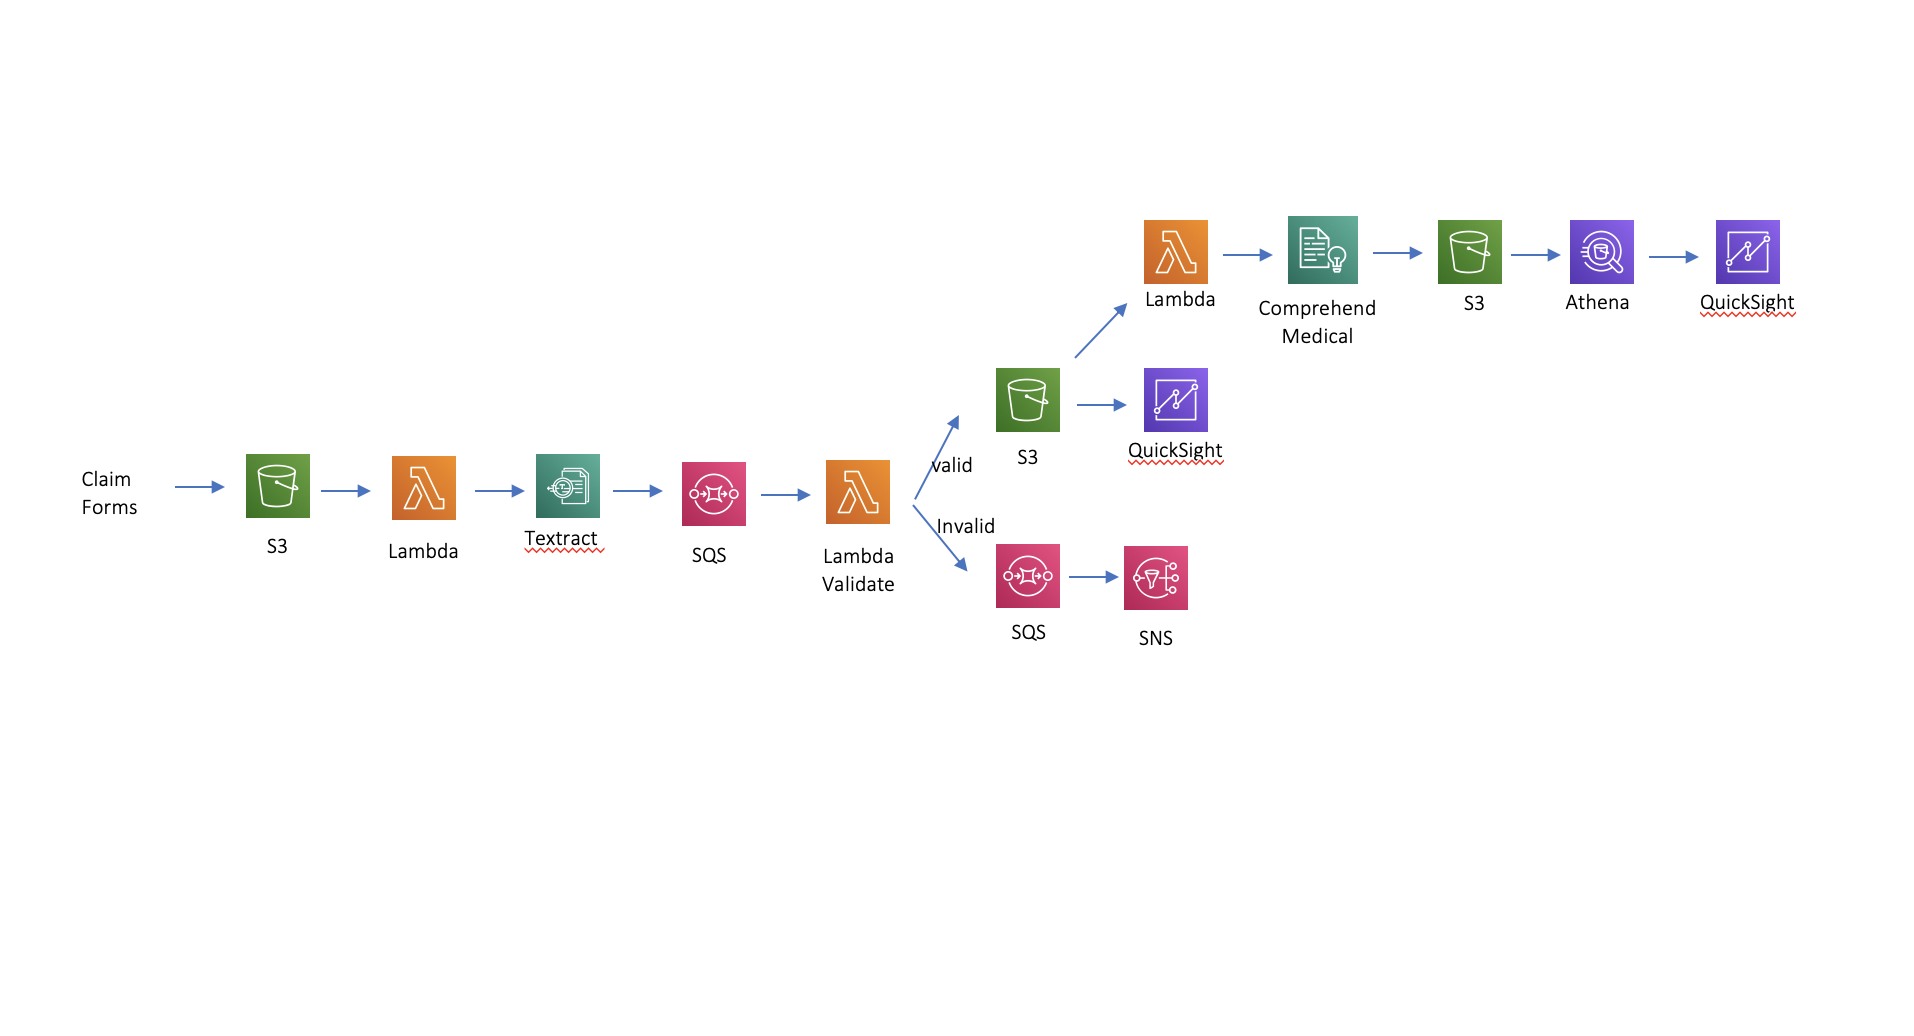 Lambda
Comprehend
Medical
S3
Athena
QuickSight
S3
QuickSight
valid
Claim
Forms
S3
Lambda
Textract
SQS
Lambda
Validate
Invalid
SQS
SNS